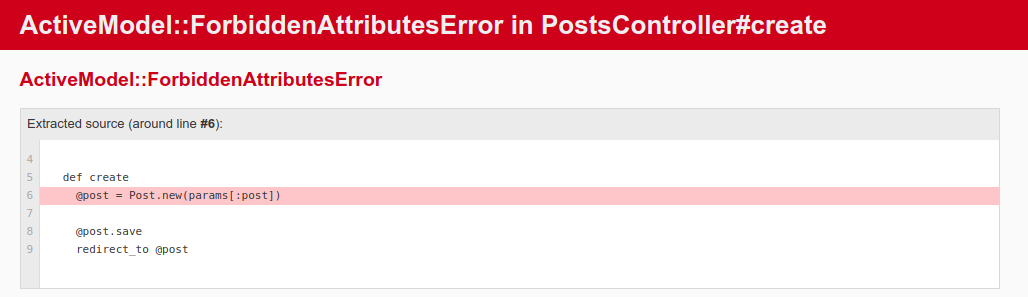 ActiveModel::ForbiddenAttributesError in PostsController#create
ActiveModel::ForbiddenAttributesError
Extracted source (around line #6):
4
5 def create
6 @post = Post.new(params[:post])
7
8 @post.save
9 redirect_to @post